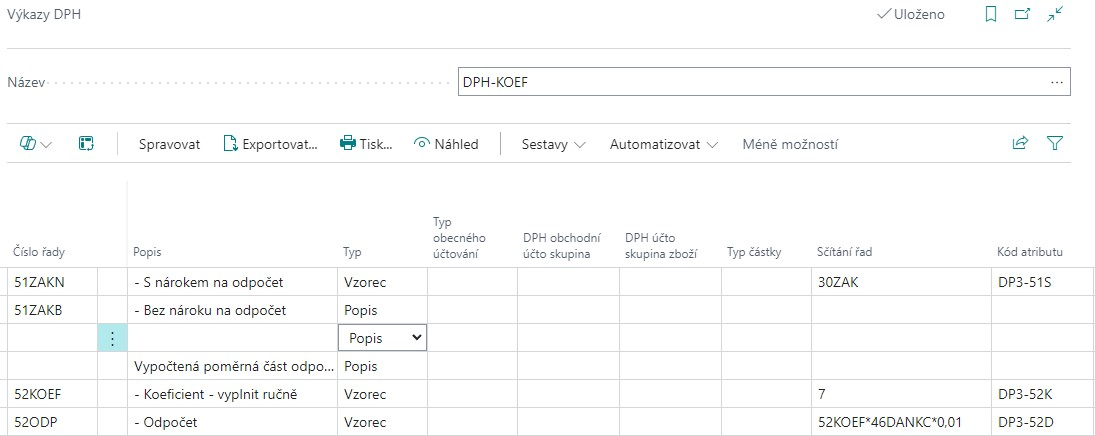 Výkazy DPH
Uloženo
Název
DPH-KOEF
Spravovat Exportovat... Tisk... Náhled Sestavy Automatizovat Méně možností
Číslo řady Popis Typ Typ obecného účtování DPH obchodní účto skupina DPH účto skupina zboží Typ částky Sčítání řad Kód atributu
51ZAKN - S nárokem na odpočet Vzorec 30ZAK DP3-51S
51ZAKB - Bez nároku na odpočet Popis
Popis
Vypočtená poměrná část odpo... Popis
52KOEF - Koeficient - vyplnit ručně Vzorec 7 DP3-52K
52ODP - Odpočet Vzorec 52KOEF*46DANKC*0,01 DP3-52D